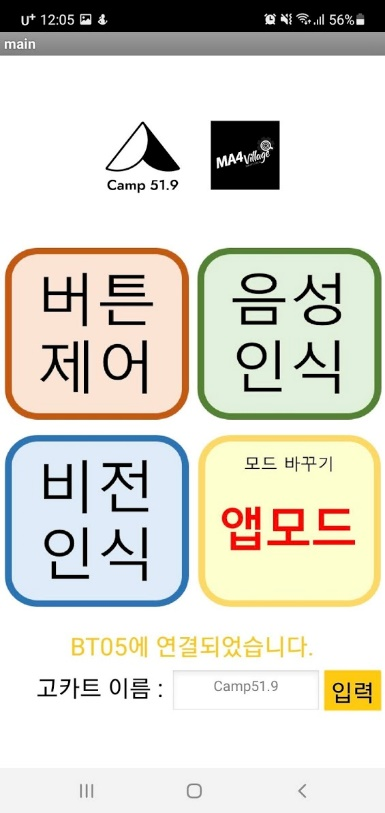 U+ 12:05 56%
main
Camp 51.9
MA4 Village
버튼
제어
음성
인식
비전
인식
모드 바꾸기
앱모드
BT05에 연결되었습니다.
고카트 이름 : Camp51.9 입력